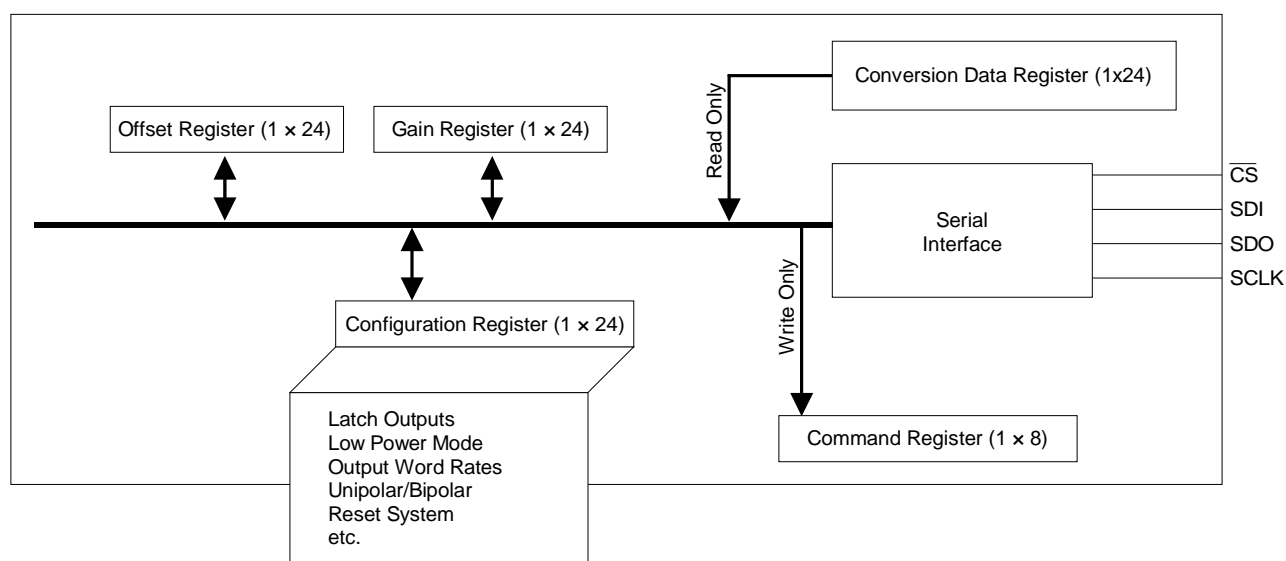 Conversion Data Register (1x24)
Offset Register (1 × 24)
Gain Register (1 × 24)
Read Only
Serial
Interface
CS
SDI
SDO
SCLK
Configuration Register (1 × 24)
Write Only
Latch Outputs
Low Power Mode
Output Word Rates
Unipolar/Bipolar
Reset System
etc.
Command Register (1 × 8)